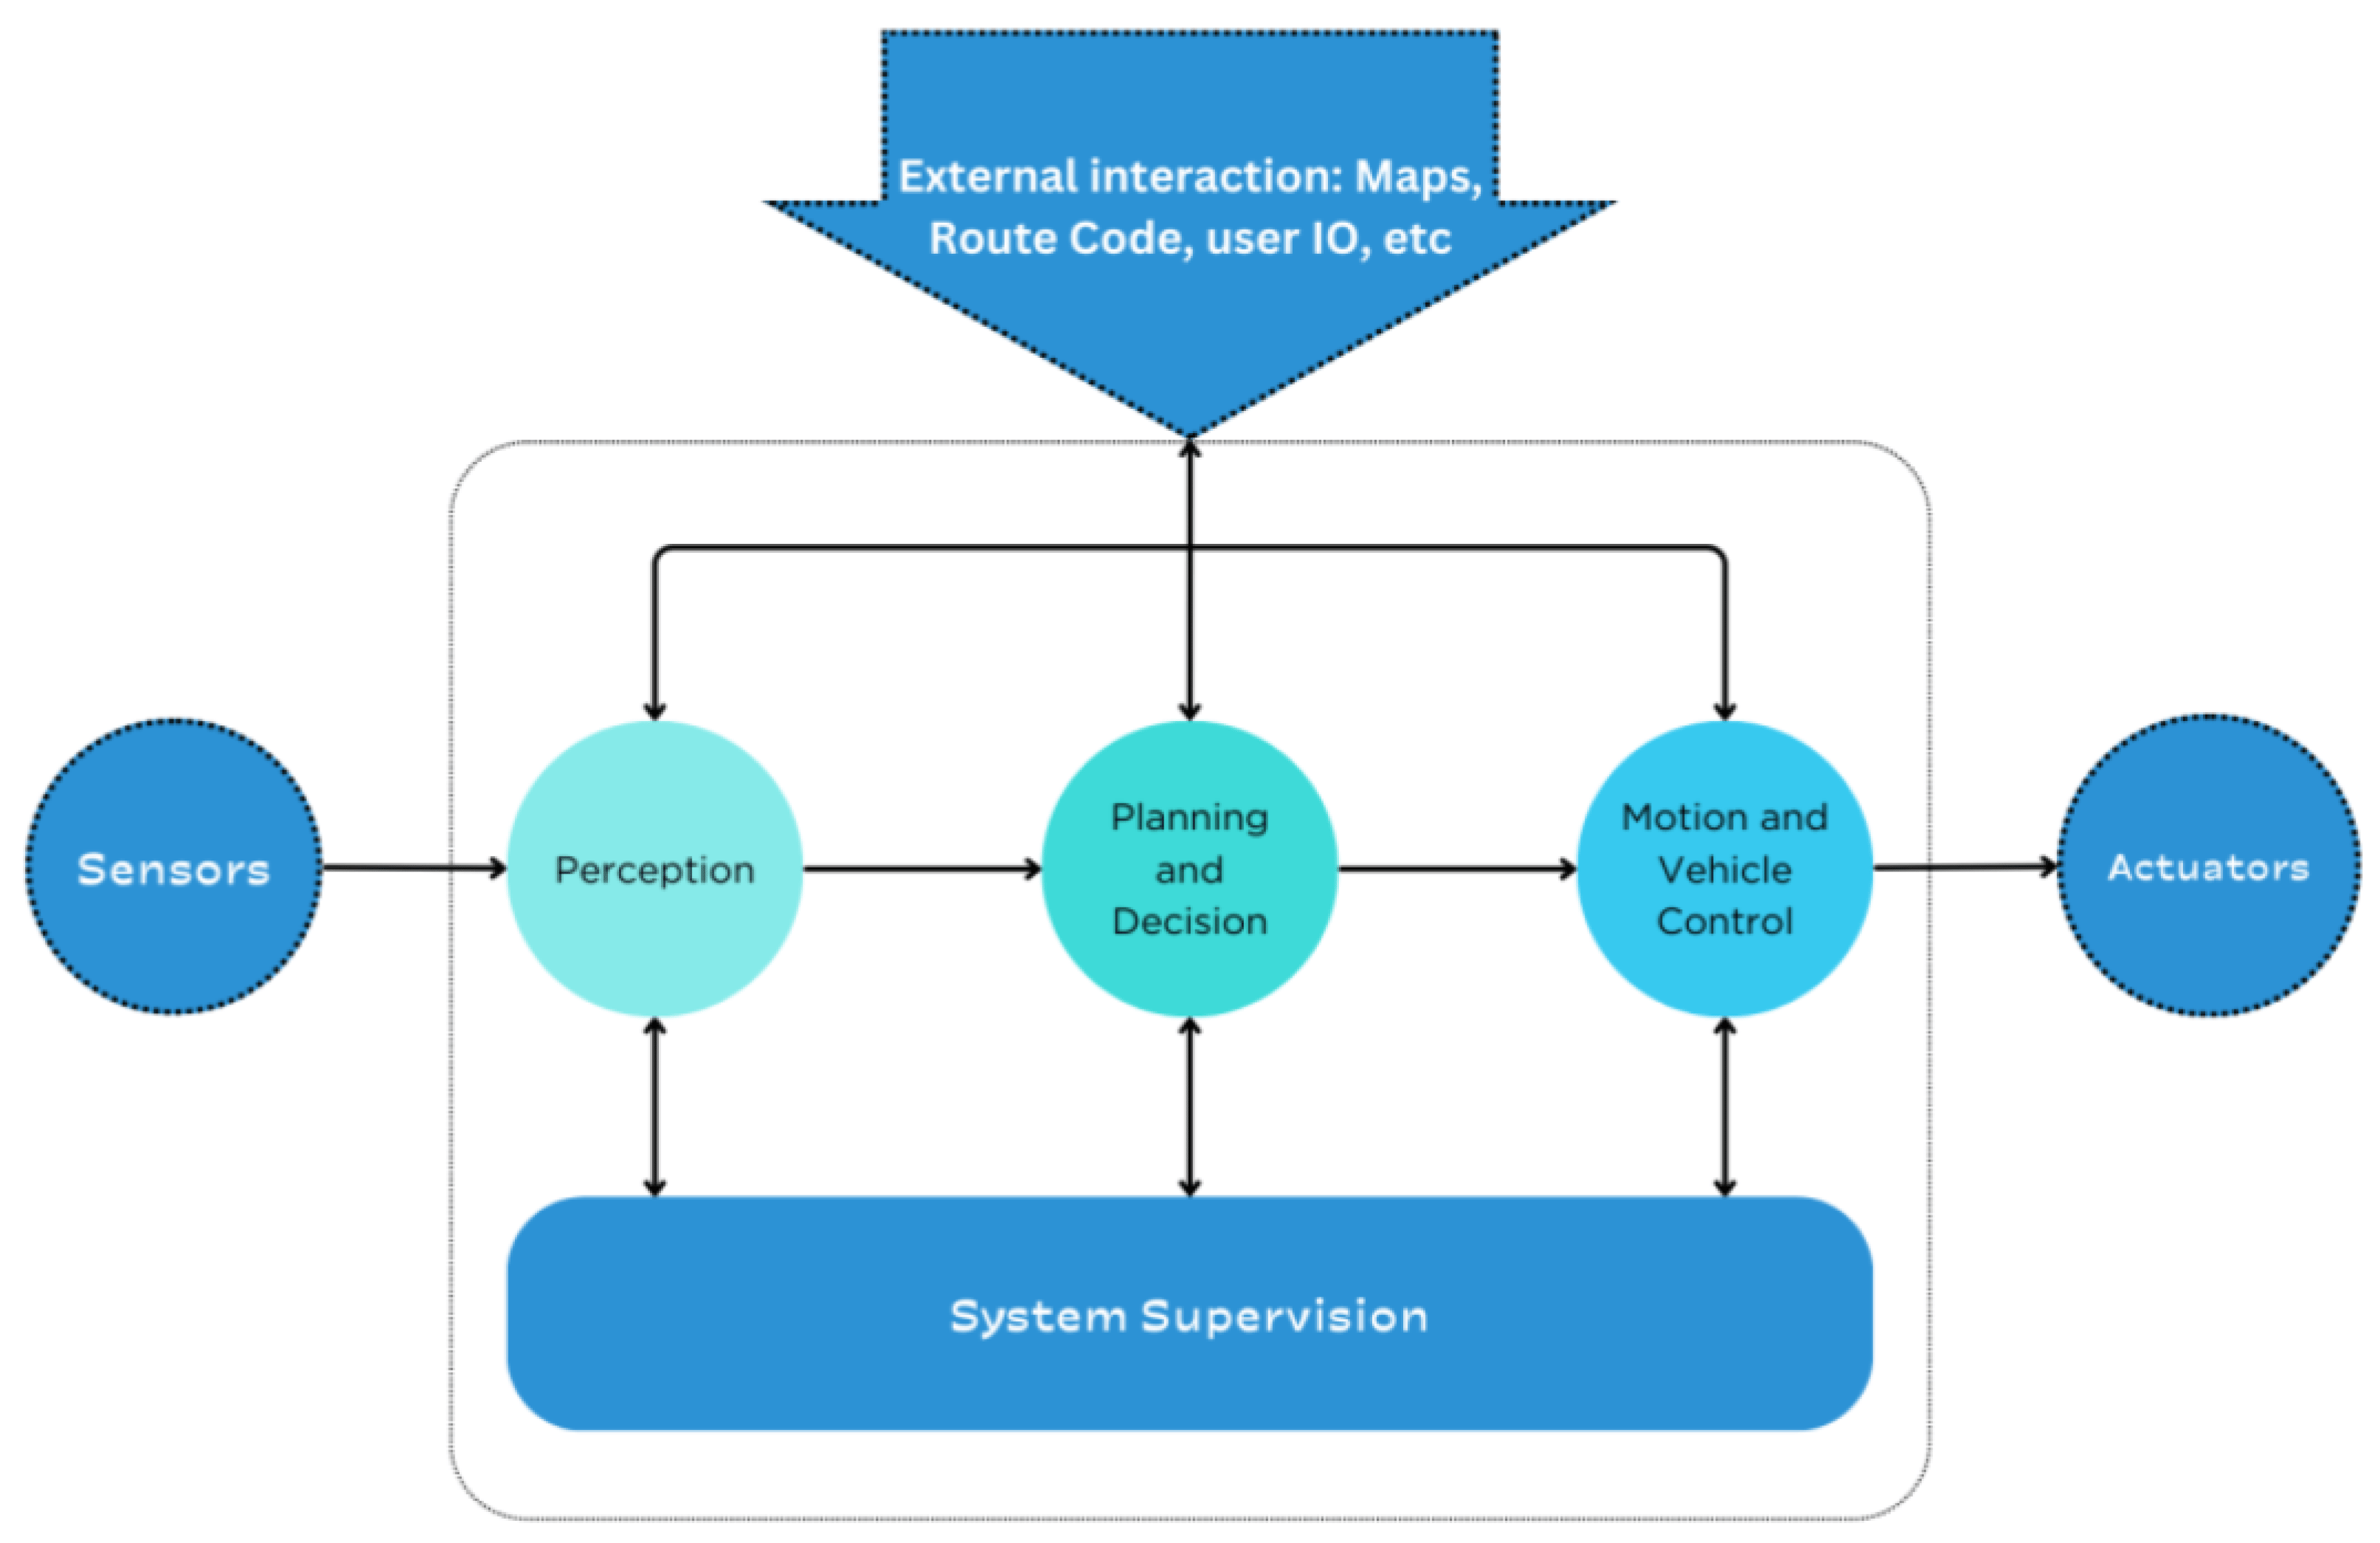 External interaction: Maps,
Route Code, user IO, etc
Sensors
Perception
Planning
and
Decision
Motion and
Vehicle
Control
Actuators
System Supervision